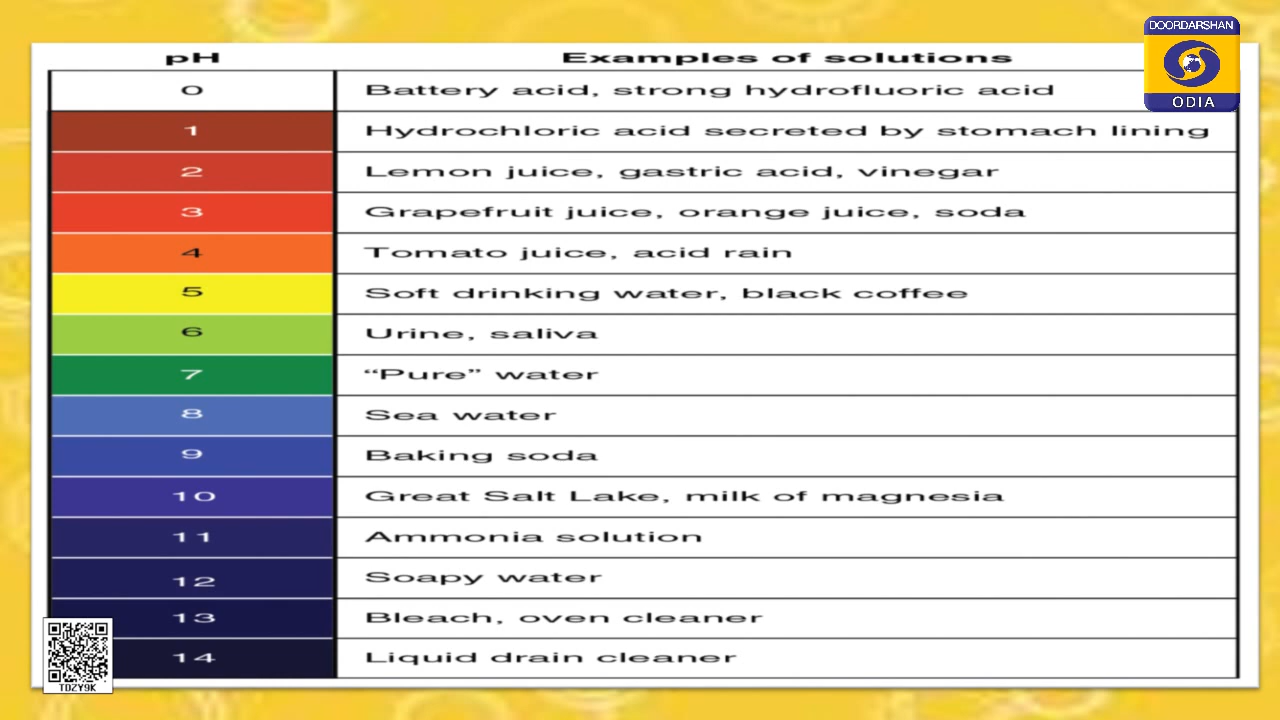 DOORDARSHAN
ODIA
pH Examples of solutions
0 Battery acid, strong hydrofluoric acid
1 Hydrochloric acid secreted by stomach lining
2 Lemon juice, gastric acid, vinegar
3 Grapefruit juice, orange juice, soda
4 Tomato juice, acid rain
5 Soft drinking water, black coffee
6 Urine, saliva
7 “Pure” water
8 Sea water
9 Baking soda
10 Great Salt Lake, milk of magnesia
11 Ammonia solution
12 Soapy water
13 Bleach, oven cleaner
14 Liquid drain cleaner
TDZY9K